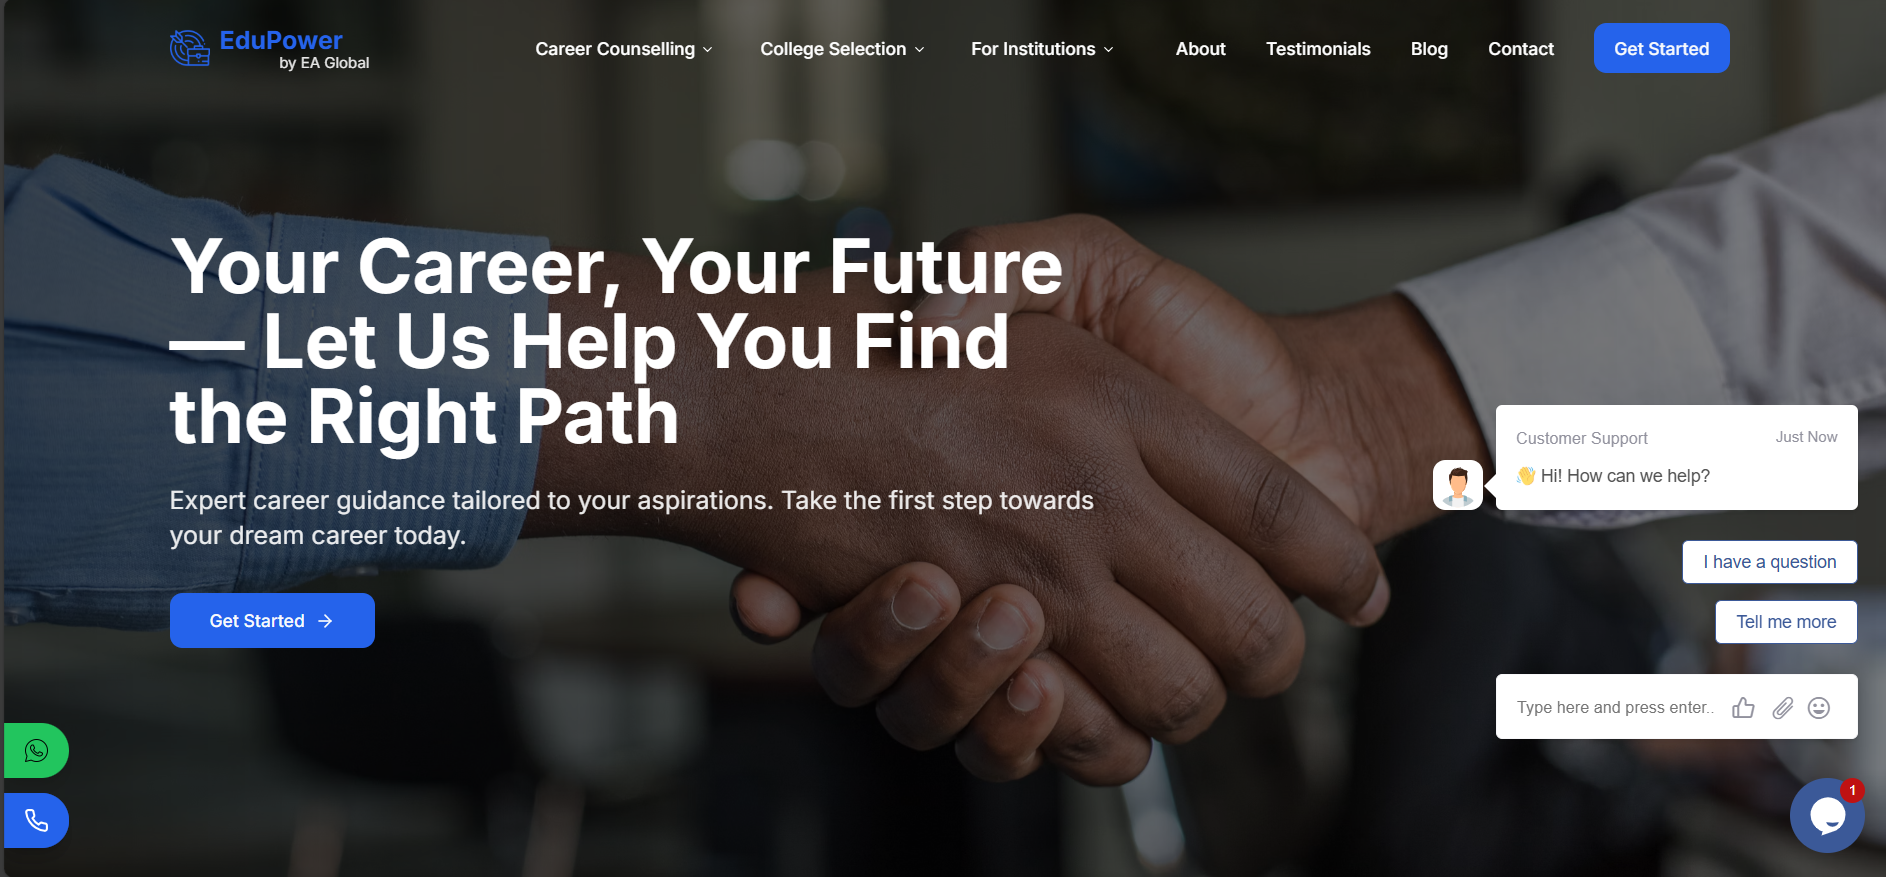 EduPower
by EA Global
Career Counselling
College Selection
For Institutions
About
Testimonials
Blog
Contact
Get Started
Your Career, Your Future
— Let Us Help You Find
the Right Path
Expert career guidance tailored to your aspirations. Take the first step towards
your dream career today.
Get Started
Customer Support
Just Now
👋 Hi! How can we help?
I have a question
Tell me more
Type here and press enter..
1